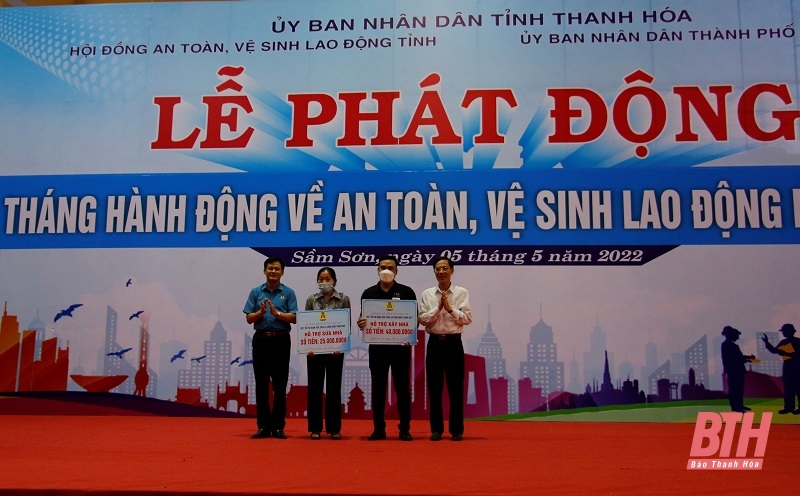 ỦY BAN NHÂN DÂN TỈNH THANH HÓA
HỘI ĐỒNG AN TOÀN, VỆ SINH LAO ĐỘNG TỈNH
ỦY BAN NHÂN DÂN THÀNH PHỐ
LỄ PHÁT ĐỘNG
THÁNG HÀNH ĐỘNG VỀ AN TOÀN, VỆ SINH LAO ĐỘNG
Sầm Sơn, ngày 05 tháng 5 năm 2022
HỖ TRỢ SỬA NHÀ
SỐ TIỀN: 25.000.000đ
HỖ TRỢ XÂY NHÀ
SỐ TIỀN: 40.000.000đ
BTH
Báo Thanh Hóa